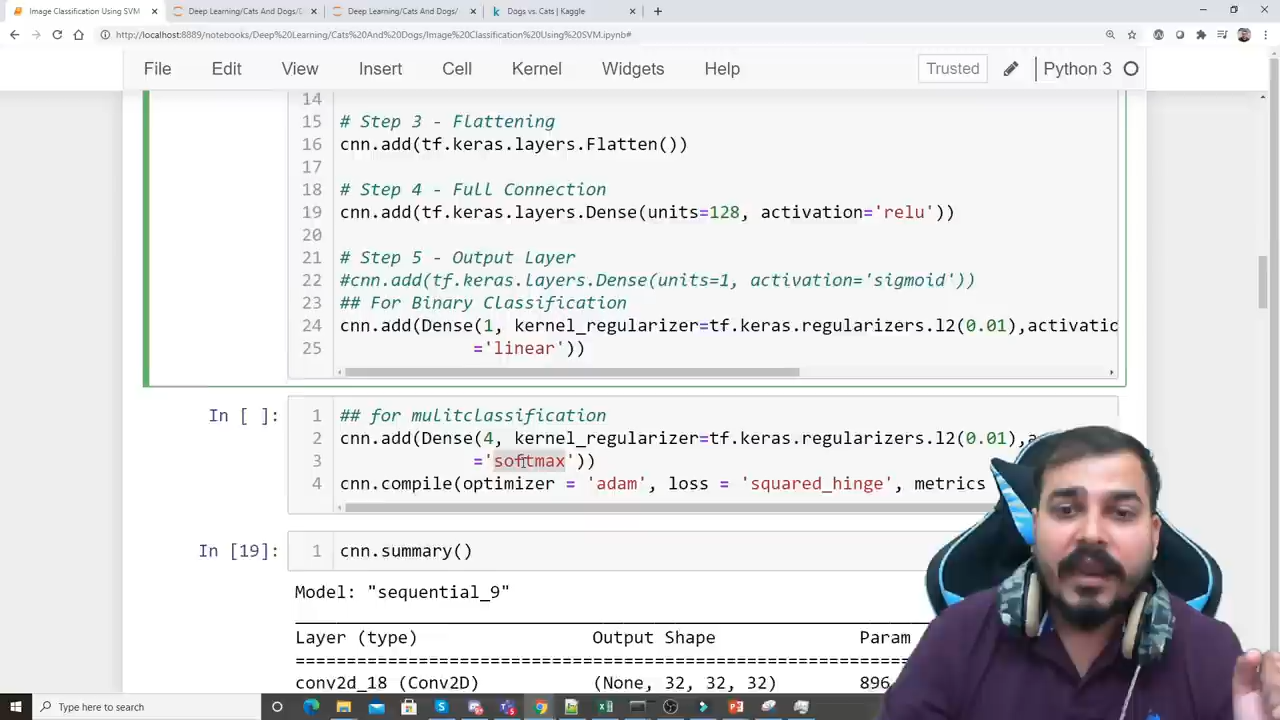 Image Classification Using SVM
Deep Learning/Cats And Dogs/
Deep Learning/Cats And Dogs/
Dogs vs. Cats | Kaggle
http://localhost:8889/notebooks/Deep%20Learning/Cats%20And%20Dogs/Image%20Classification%20Using%20SVM.ipynb#
File Edit View Insert Cell Kernel Widgets Help Trusted Python 3
14
15 # Step 3 - Flattening
16 cnn.add(tf.keras.layers.Flatten())
17
18 # Step 4 - Full Connection
19 cnn.add(tf.keras.layers.Dense(units=128, activation='relu'))
20
21 # Step 5 - Output Layer
22 #cnn.add(tf.keras.layers.Dense(units=1, activation='sigmoid'))
23 ## For Binary Classification
24 cnn.add(Dense(1, kernel_regularizer=tf.keras.regularizers.l2(0.01),activatio
25 ='linear'))
In [ ]: 1 ## for mulitclassification
2 cnn.add(Dense(4, kernel_regularizer=tf.keras.regularizers.l2(0.01),a
3 ='softmax'))
4 cnn.compile(optimizer = 'adam', loss = 'squared_hinge', metrics
In [19]: 1 cnn.summary()
Model: "sequential_9"
Layer (type) Output Shape Param
conv2d_18 (Conv2D) (None, 32, 32, 32) 896
Type here to search